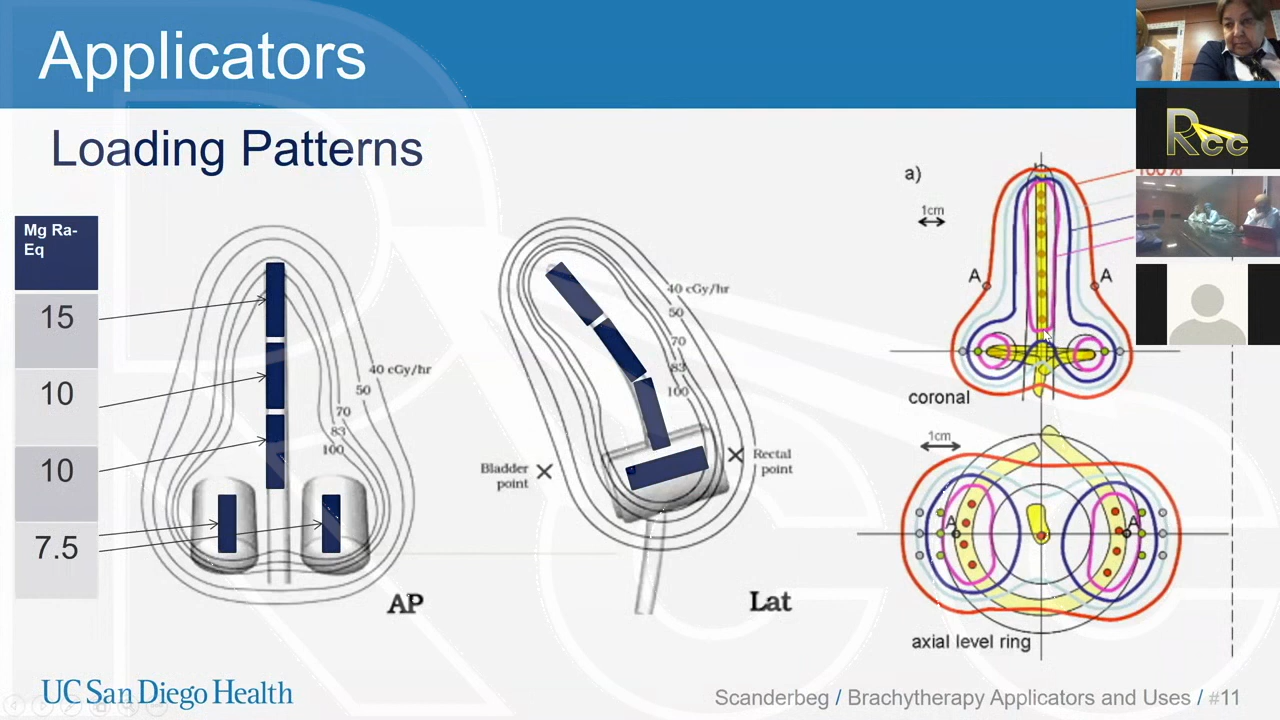 Applicators
Loading Patterns
Mg Ra-
Eq
15
10
10
7.5
40 cGy/hr
50
70
83
100
AP
40 cGy/hr
50
70
83
100
Bladder
point
Rectal
point
Lat
a)
1cm
100%
A
A
coronal
1cm
A
A
axial level ring
Rcc
UC San Diego Health
Scanderbeg / Brachytherapy Applicators and Uses / #11